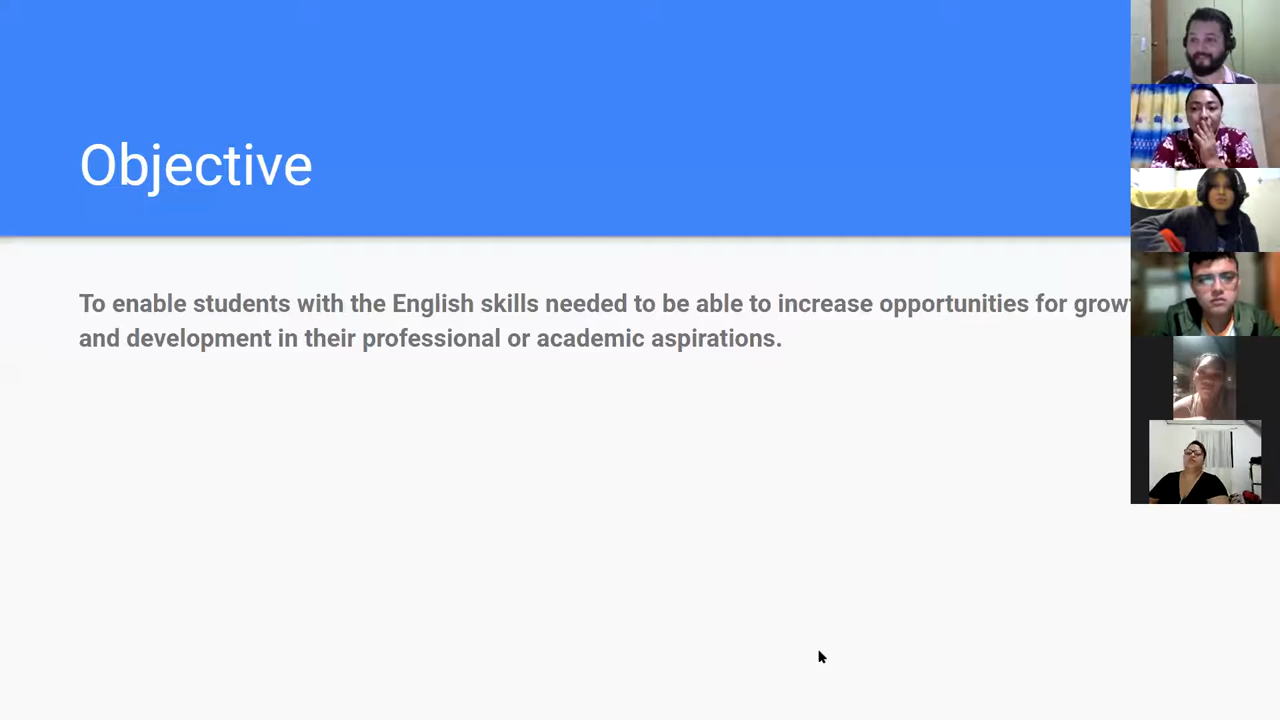 Objective
To enable students with the English skills needed to be able to increase opportunities for
and development in their professional or academic aspirations.